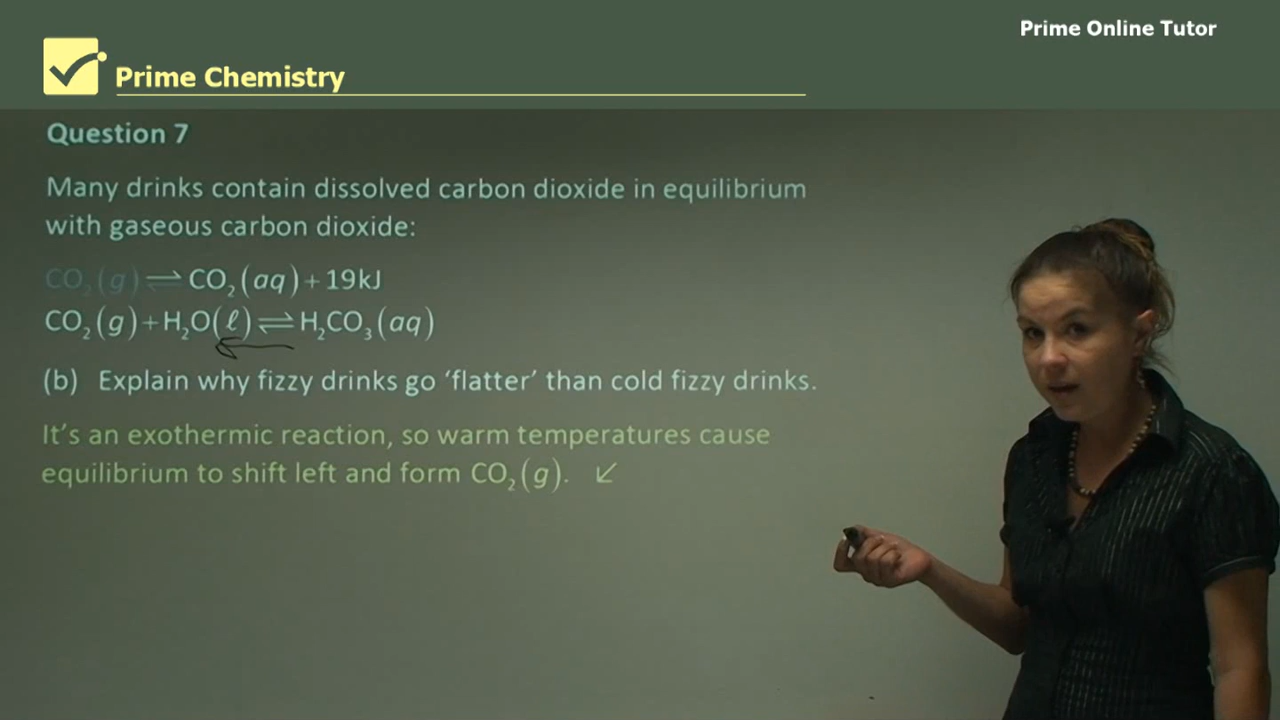 Prime Online Tutor
Prime Chemistry
Question 7
Many drinks contain dissolved carbon dioxide in equilibrium
with gaseous carbon dioxide:
CO₂(g)⇌CO₂(aq)+19kJ
CO₂(g)+H₂O(ℓ)⇌H₂CO₃(aq)
(b) Explain why fizzy drinks go ‘flatter’ than cold fizzy drinks.
It’s an exothermic reaction, so warm temperatures cause
equilibrium to shift left and form CO₂(g). ↙